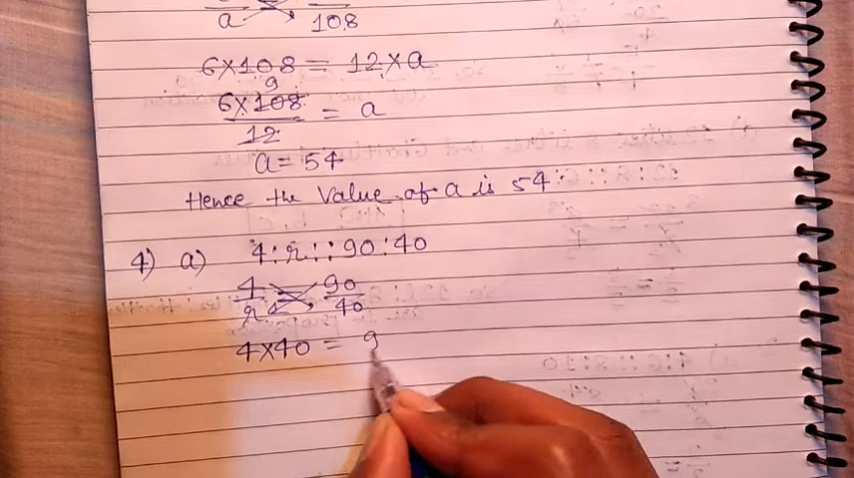 a 108
6×108 = 12×a
9
6×108 = a
12
a = 54
Hence the value of a is 54.
4) a) 4:r::90:40
4 90
r 40
4×40 = 9